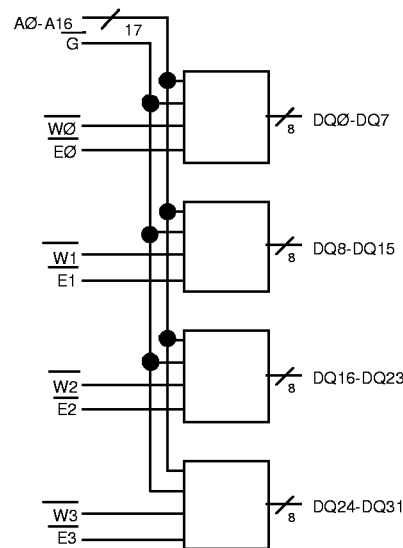 AØ-A16
17
G
WØ
EØ
8
DQØ-DQ7
W1
E1
8
DQ8-DQ15
W2
E2
8
DQ16-DQ23
W3
E3
8
DQ24-DQ31